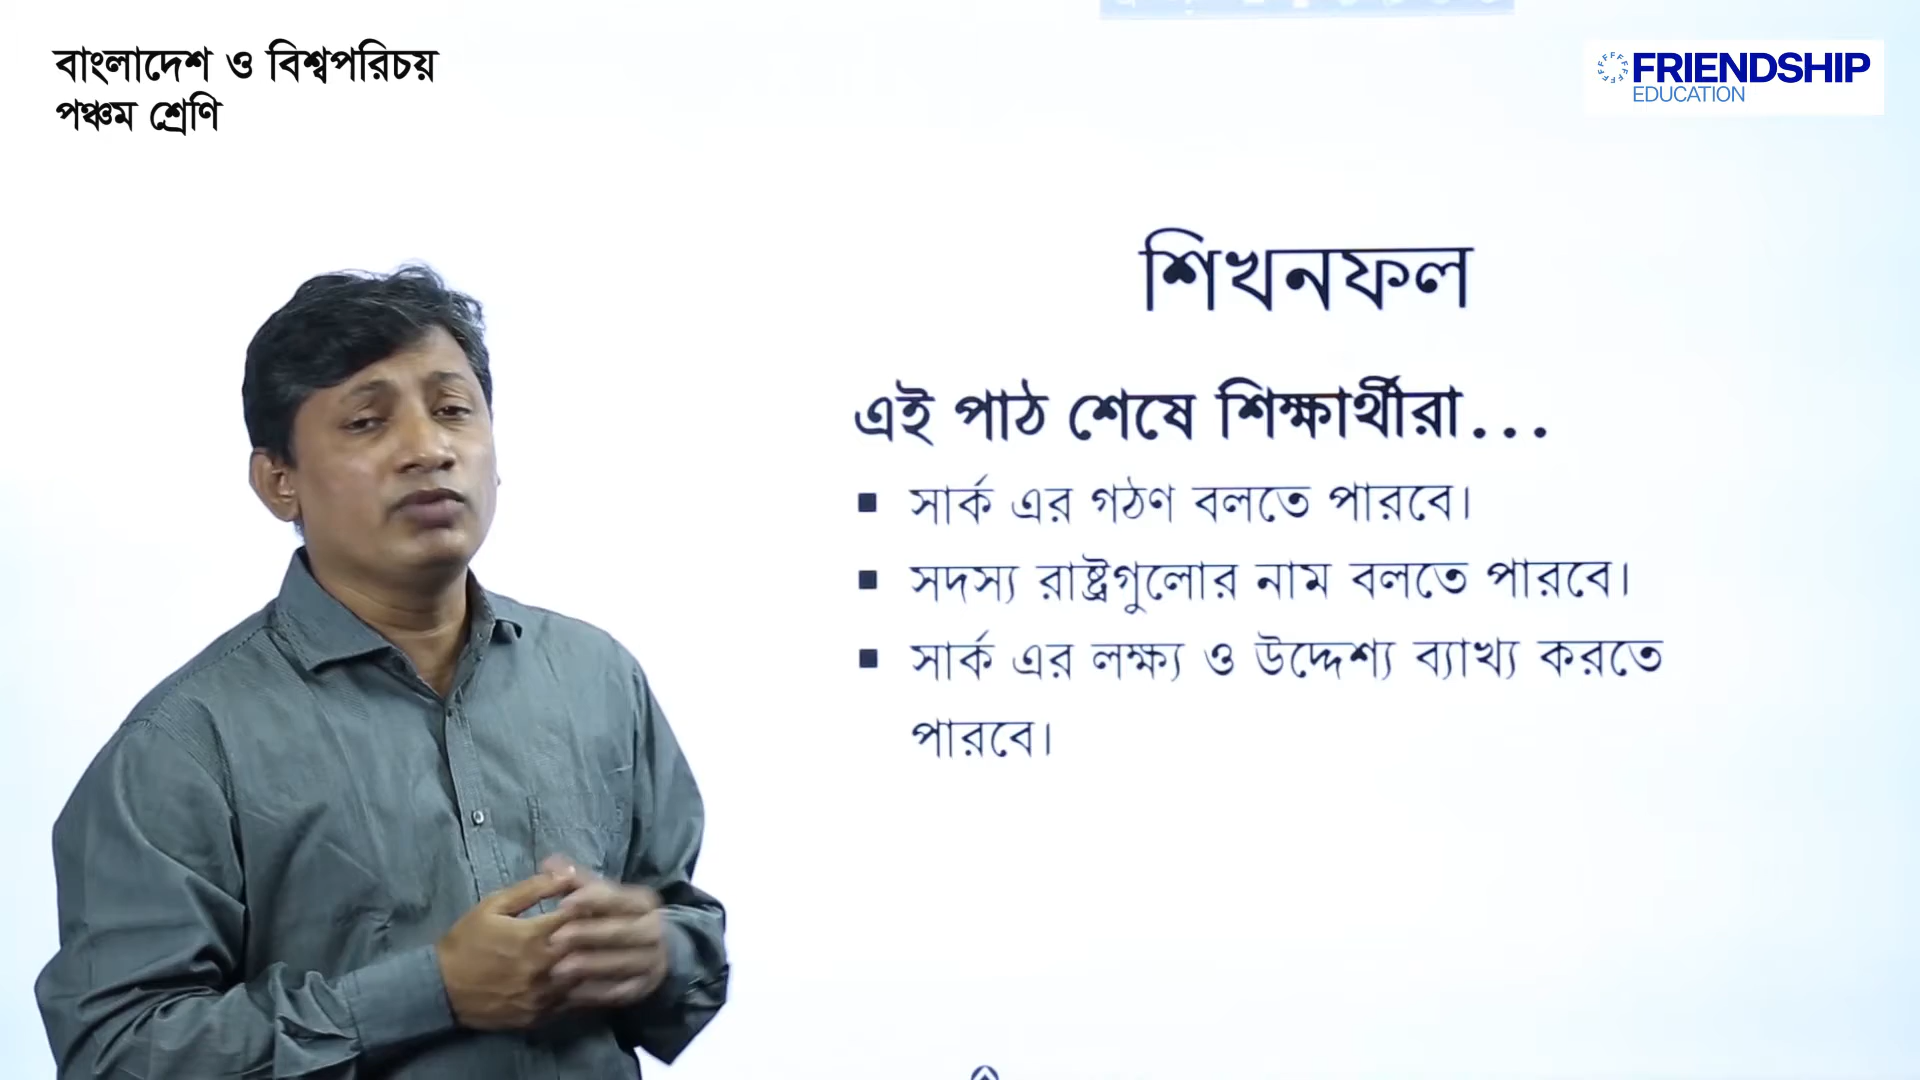 বাংলাদেশ ও বিশ্বপরিচয়
পঞ্চম শ্রেণি
FRIENDSHIP
EDUCATION
শিখনফল
এই পাঠ শেষে শিক্ষার্থীরা...
▪ সার্ক এর গঠণ বলতে পারবে।
▪ সদস্য রাষ্ট্রগুলোর নাম বলতে পারবে।
▪ সার্ক এর লক্ষ্য ও উদ্দেশ্য ব্যাখ্য করতে
পারবে।